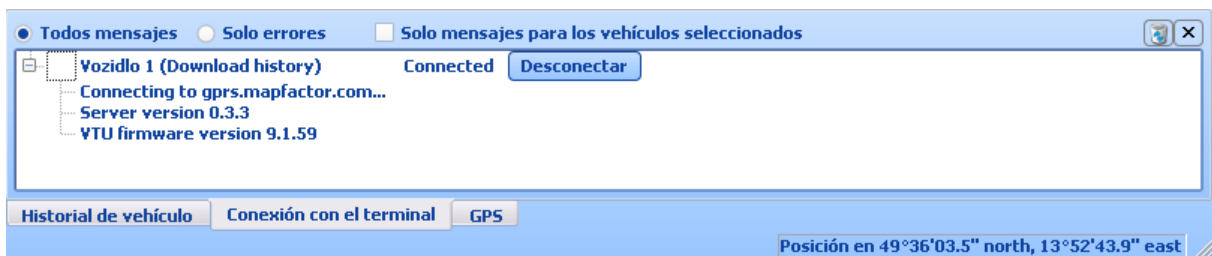 Todos mensajes Solo errores Solo mensajes para los vehículos seleccionados
Vozidlo 1 (Download history) Connected Desconectar
Connecting to gprs.mapfactor.com...
Server version 0.3.3
VTU firmware version 9.1.59
Historial de vehículo Conexión con el terminal GPS
Posición en 49°36'03.5" north, 13°52'43.9" east